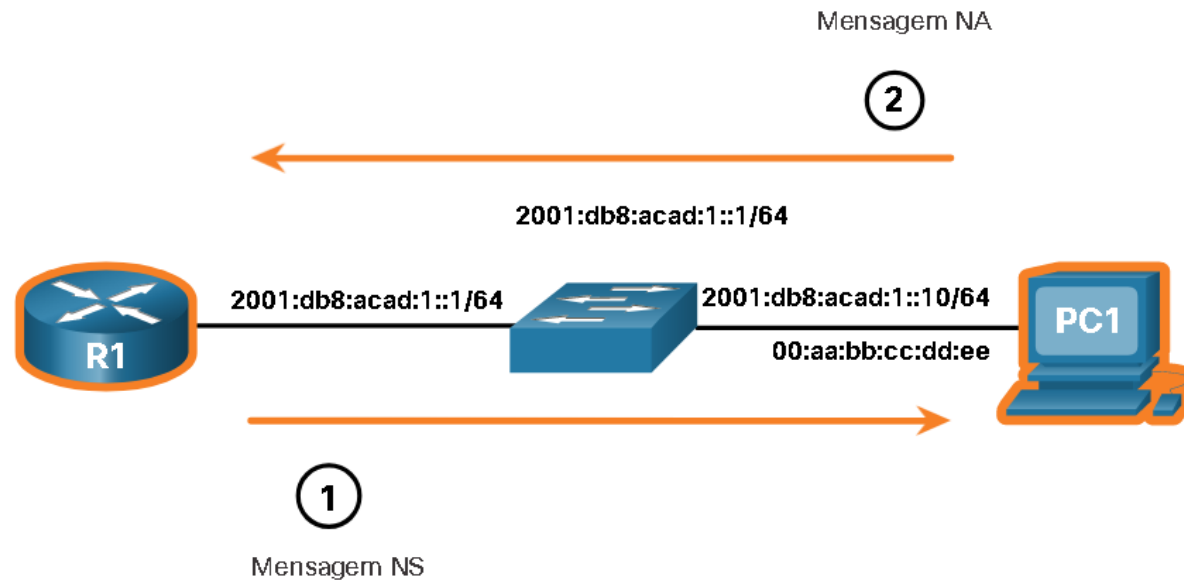 Mensagem NA
2
2001:db8:acad:1::1/64
2001:db8:acad:1::1/64
2001:db8:acad:1::10/64
R1
PC1
00:aa:bb:cc:dd:ee
1
Mensagem NS